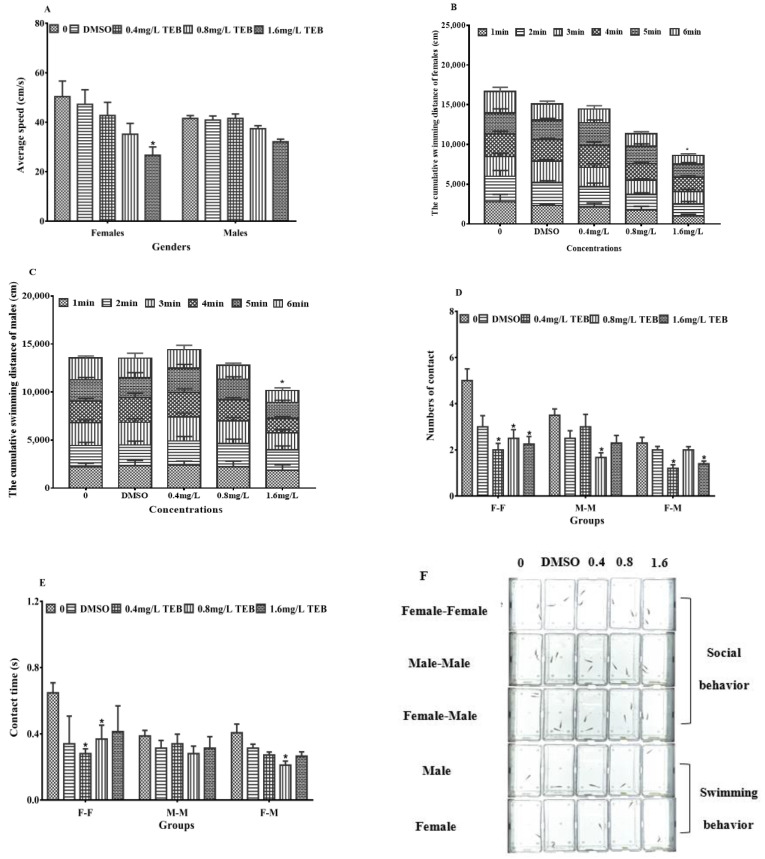 A
0 DMSO 0.4mg/L TEB 0.8mg/L TEB 1.6mg/L TEB
80
60
40
20
0
Average speed (cm/s)
*
Females Males
Genders
B
25,000
1min 2min 3min 4min 5min 6min
20,000
15,000
10,000
5,000
0
The cumulative swimming distance of females (cm)
*
0 DMSO 0.4mg/L 0.8mg/L 1.6mg/L
Concentrations
C
20,000
1min 2min 3min 4min 5min 6min
15,000
10,000
5,000
0
The cumulative swimming distance of males (cm)
*
0 DMSO 0.4mg/L 0.8mg/L 1.6mg/L
Concentrations
D
8
0 DMSO 0.4mg/L TEB 0.8mg/L TEB 1.6mg/L TEB
6
4
2
0
Numbers of contact
* * * * * *
F-F M-M F-M
Groups
E
1.2
0 DMSO 0.4mg/L TEB 0.8mg/L TEB 1.6mg/L TEB
0.8
0.4
0.0
Contact time (s)
* * *
F-F M-M F-M
Groups
F
0 DMSO 0.4 0.8 1.6
Female-Female
Male-Male
Female-Male
Male
Female
Social
behavior
Swimming
behavior